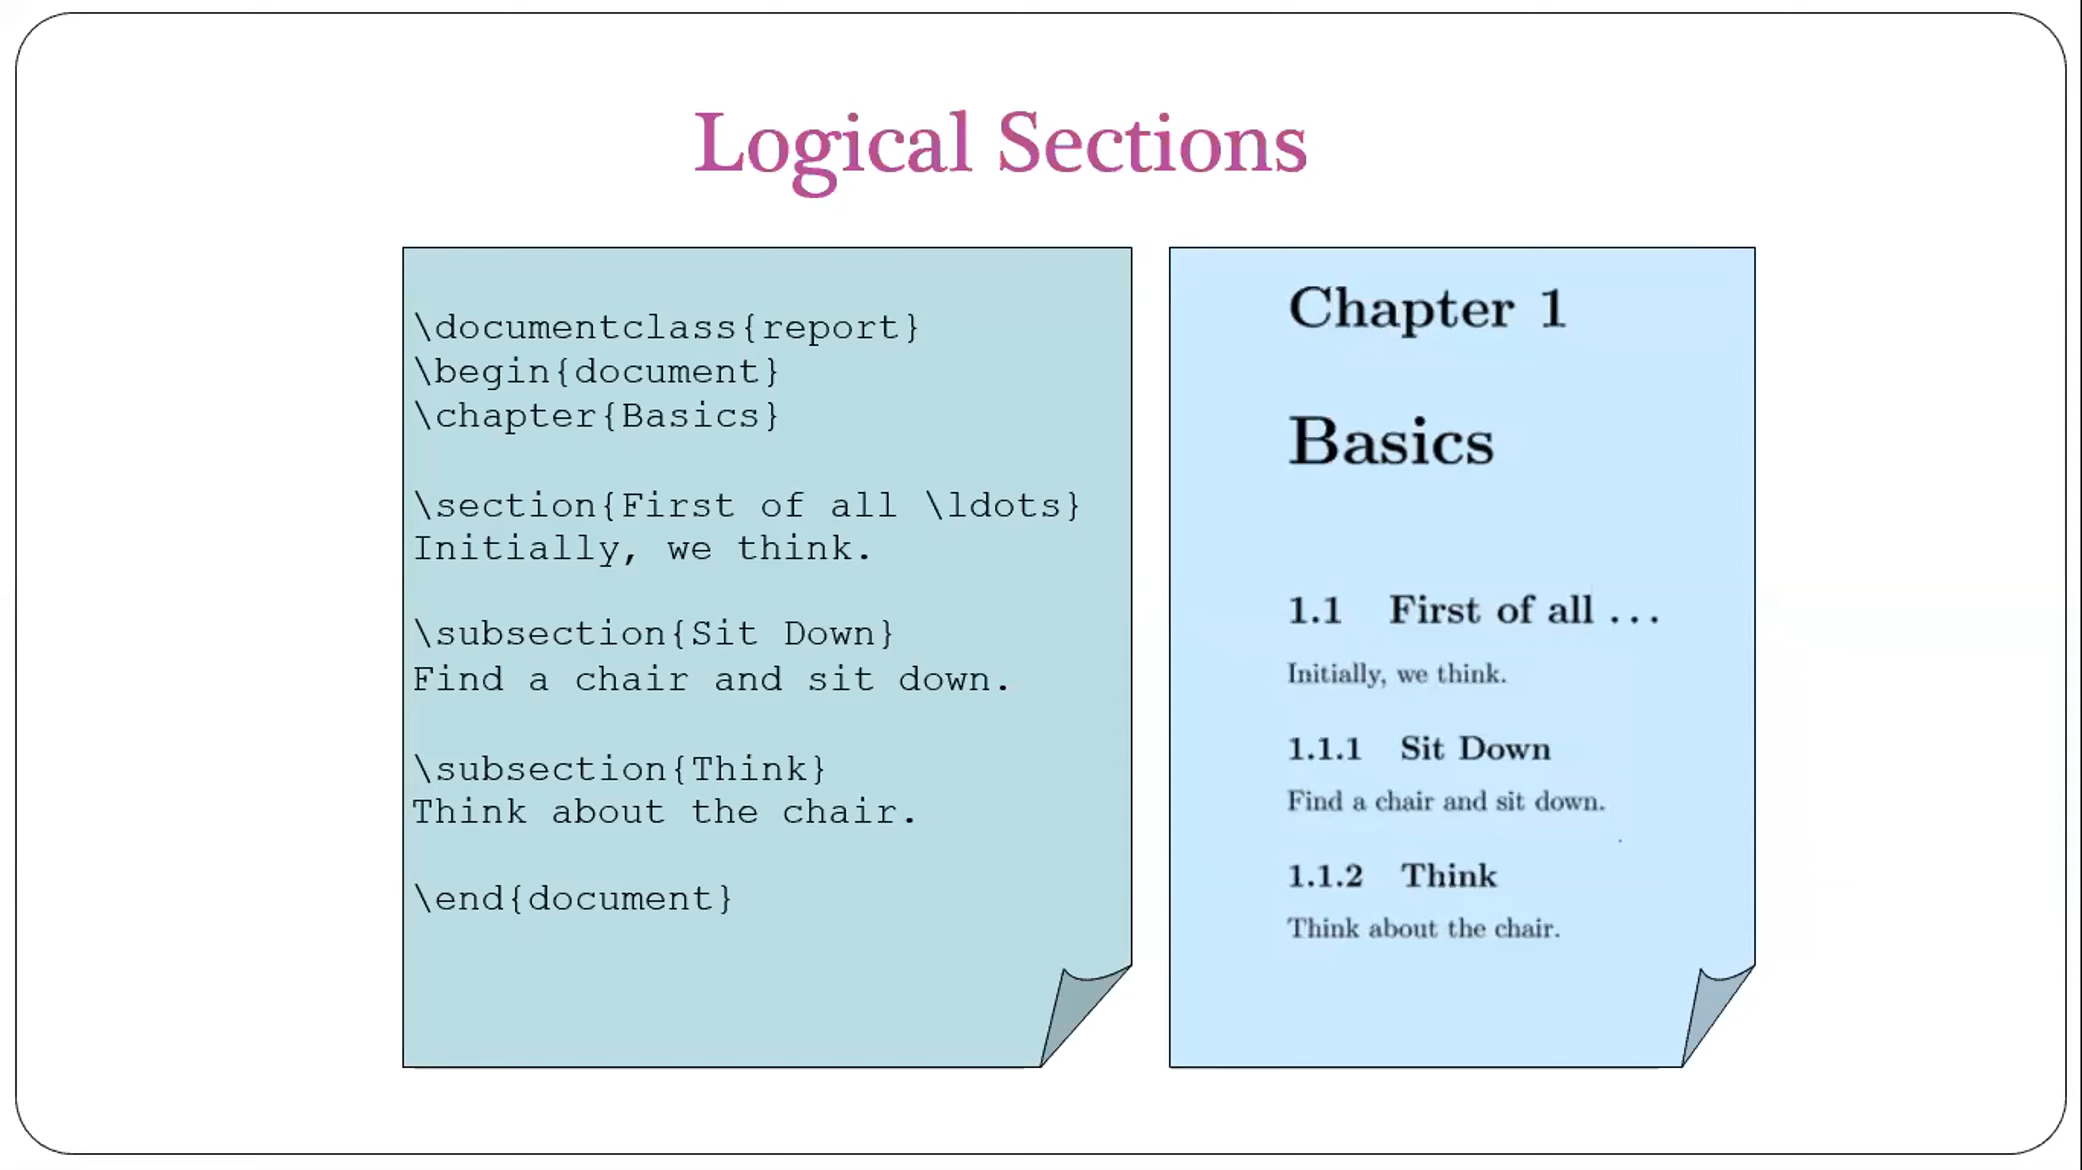 Logical Sections
\documentclass{report}
\begin{document}
\chapter{Basics}
\section{First of all \ldots}
Initially, we think.
\subsection{Sit Down}
Find a chair and sit down.
\subsection{Think}
Think about the chair.
\end{document}
Chapter 1
Basics
1.1 First of all ...
Initially, we think.
1.1.1 Sit Down
Find a chair and sit down.
1.1.2 Think
Think about the chair.